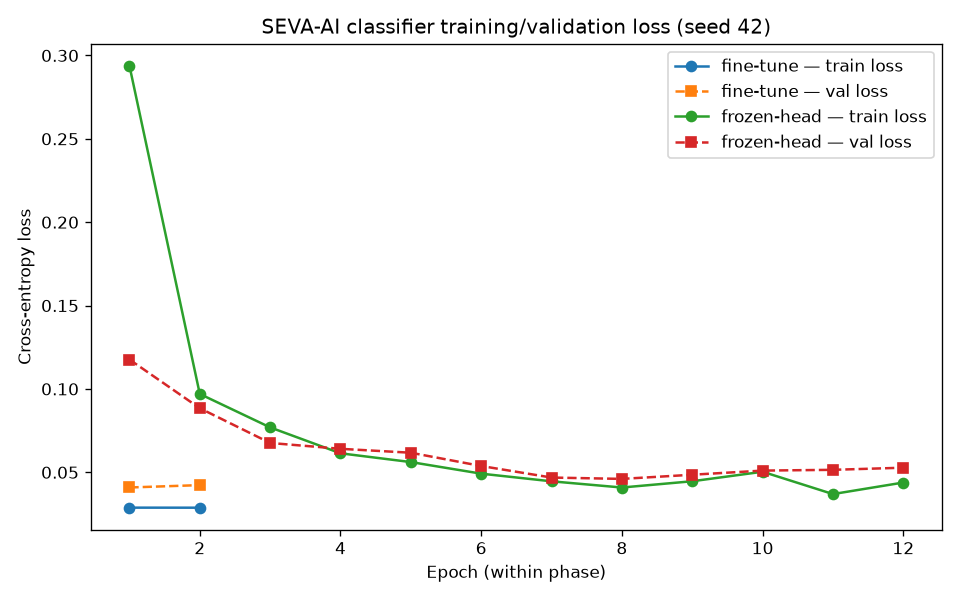 SEVA-AI classifier training/validation loss (seed 42)
fine-tune — train loss
fine-tune — val loss
frozen-head — train loss
frozen-head — val loss
Cross-entropy loss
0.30
0.25
0.20
0.15
0.10
0.05
2 4 6 8 10 12
Epoch (within phase)